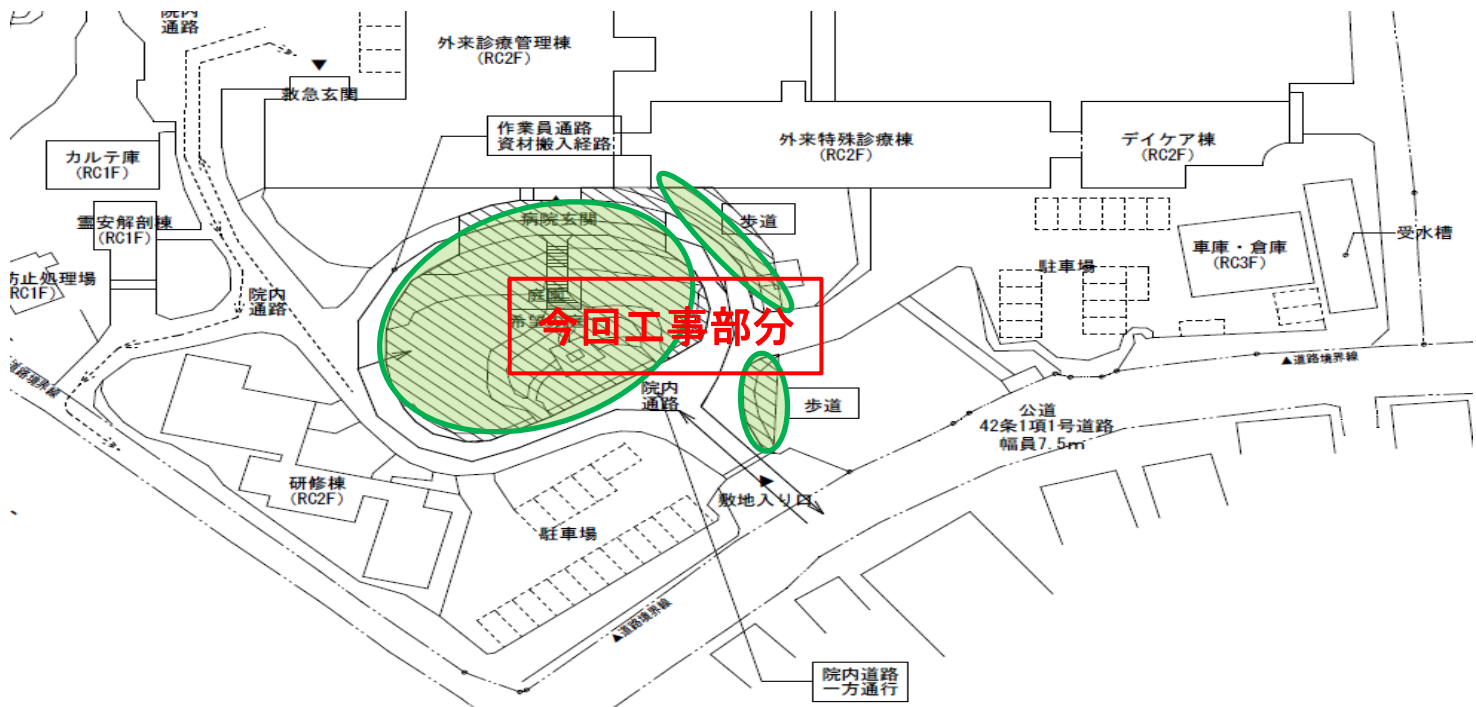 院内
通路
外来診療管理棟
(RC2F)
救急玄関
作業員通路
資材搬入経路
外来特殊診療棟
(RC2F)
デイケア棟
(RC2F)
カルテ庫
(RC1F)
霊安解剖棟
(RC1F)
病院玄関
歩道
受水槽
車庫・倉庫
(RC3F)
駐車場
防止処理場
(RC1F)
院内
通路
庭園
今回工事部分
▲道路境界線
道路境界線
院内
通路
歩道
公道
42条1項1号道路
幅員7.5m
研修棟
(RC2F)
敷地入り口
駐車場
▲道路境界線
院内道路
一方通行